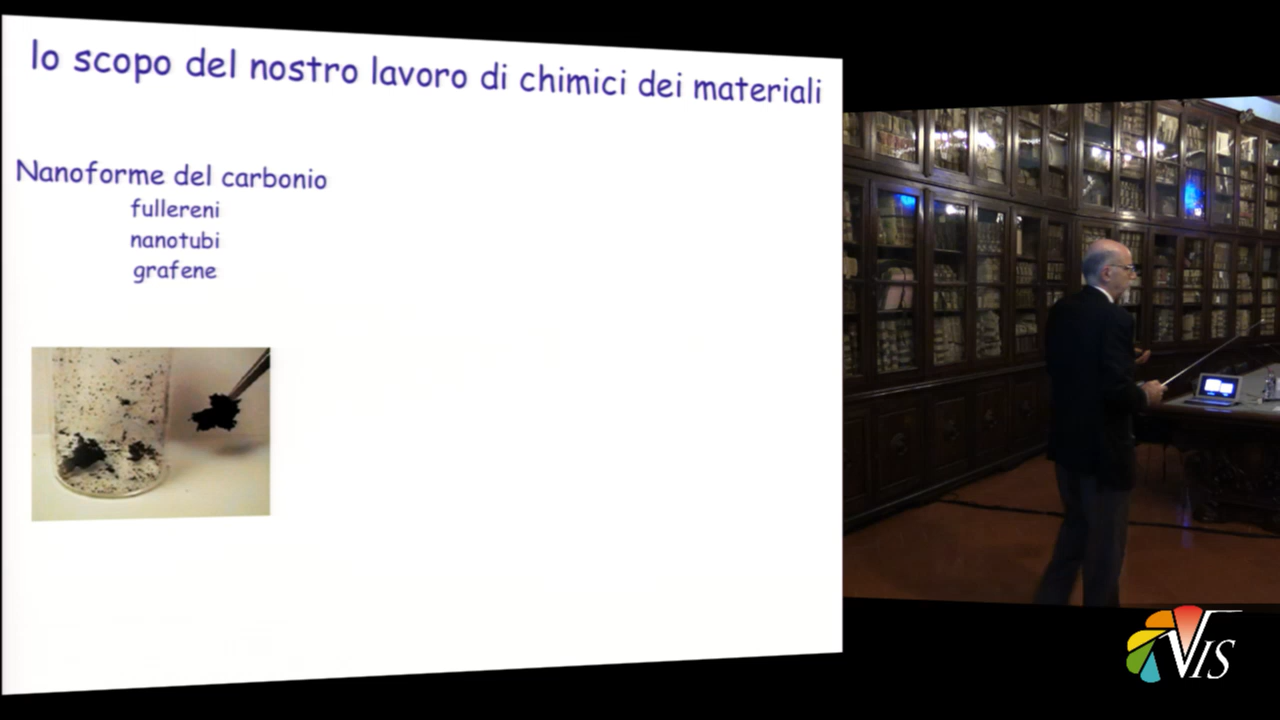 lo scopo del nostro lavoro di chimici dei materiali
Nanoforme del carbonio
fullereni
nanotubi
grafene
VIS